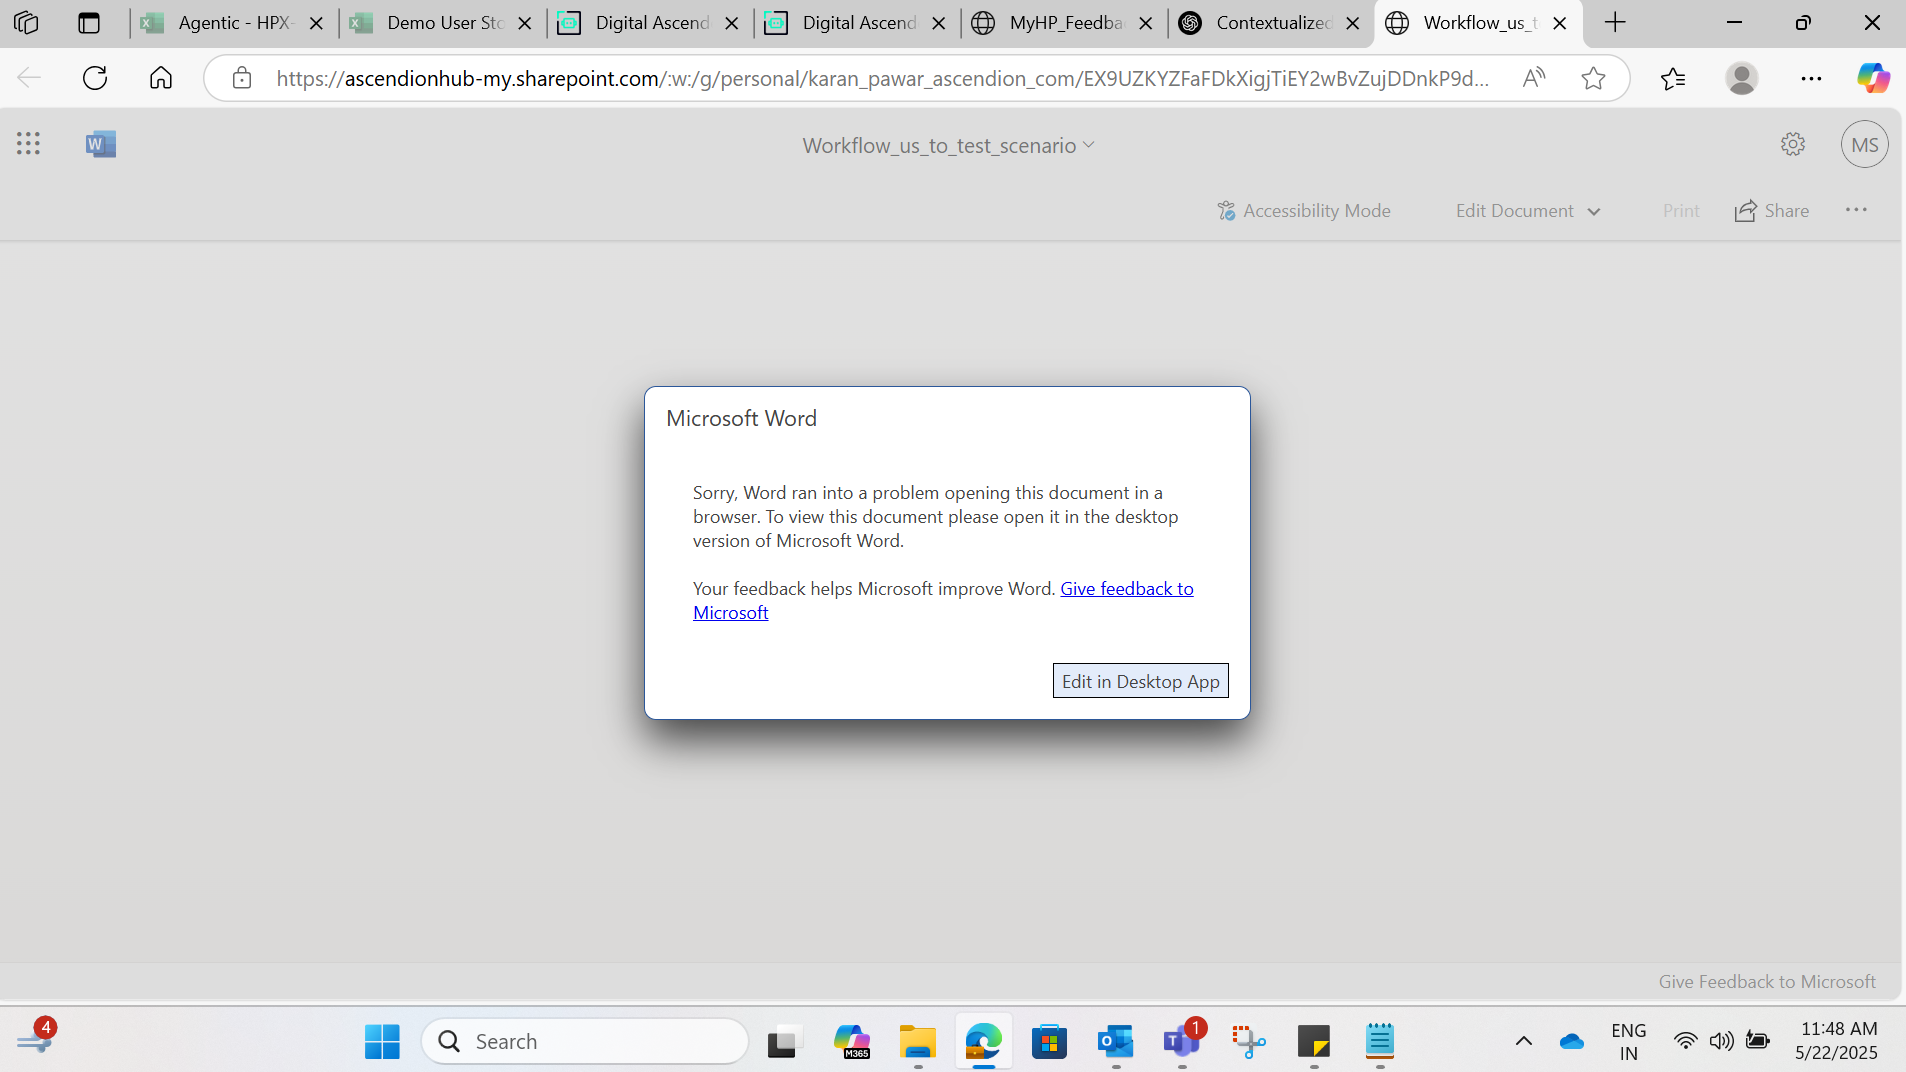 Agentic - HPX-
Demo User Sto
Digital Ascend
Digital Ascend
MyHP_Feedba
Contextualized
Workflow_us_t
https://ascendionhub-my.sharepoint.com/:w:/g/personal/karan_pawar_ascendion_com/EX9UZKYZFaFDkXigjTiEY2wBvZujDDnkP9d...
W
Workflow_us_to_test_scenario
MS
Accessibility Mode
Edit Document
Print
Share
Microsoft Word
Sorry, Word ran into a problem opening this document in a
browser. To view this document please open it in the desktop
version of Microsoft Word.
Your feedback helps Microsoft improve Word. Give feedback to
Microsoft
Edit in Desktop App
Give Feedback to Microsoft
4
Search
M365
1
ENG
IN
11:48 AM
5/22/2025